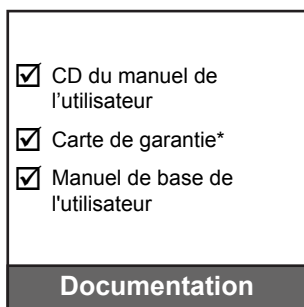 ☑ CD du manuel de
l’utilisateur
☑ Carte de garantie*
☑ Manuel de base de
l'utilisateur
Documentation